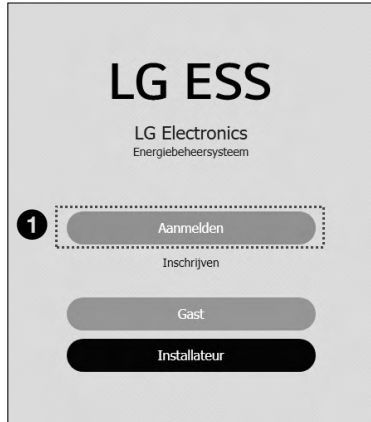 LG ESS
LG Electronics
Energiebeheersysteem
1
Aanmelden
Inschrijven
Gast
Installateur